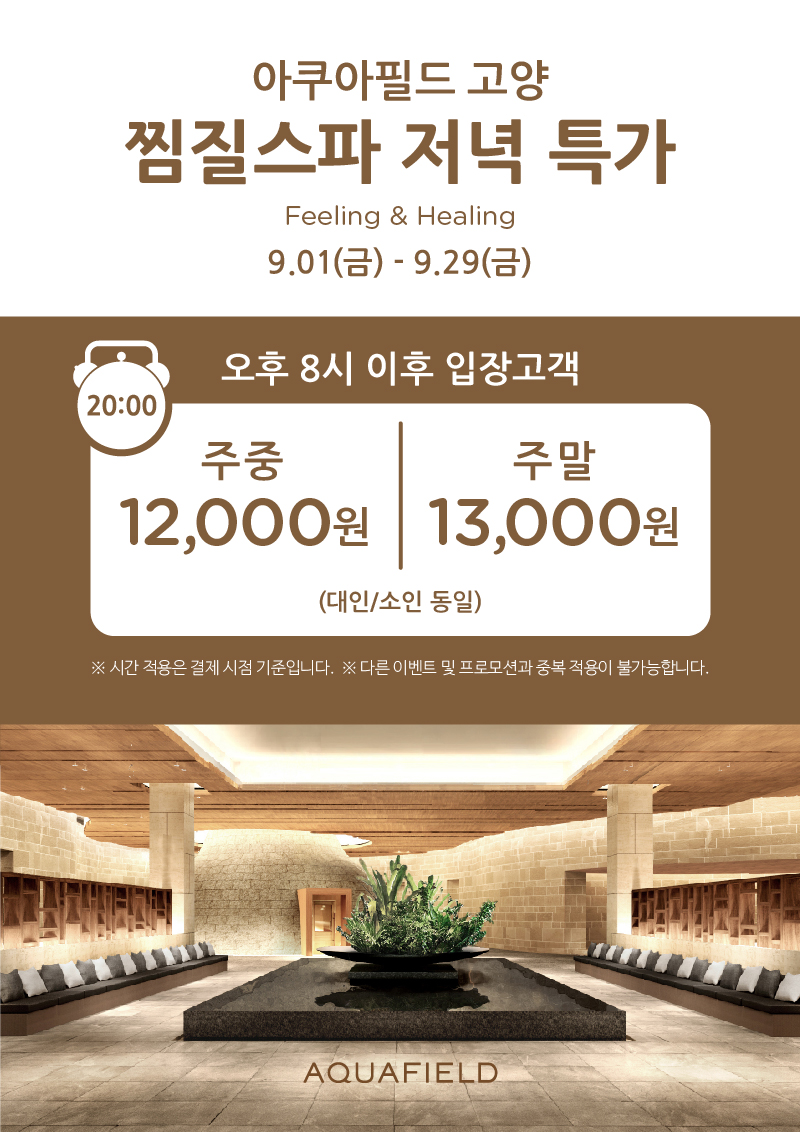 아쿠아필드 고양
찜질스파 저녁 특가
Feeling & Healing
9.01(금) - 9.29(금)
오후 8시 이후 입장고객
20:00
주중
12,000원
주말
13,000원
(대인/소인 동일)
※ 시간 적용은 결제 시점 기준입니다. ※ 다른 이벤트 및 프로모션과 중복 적용이 불가능합니다.
AQUAFIELD